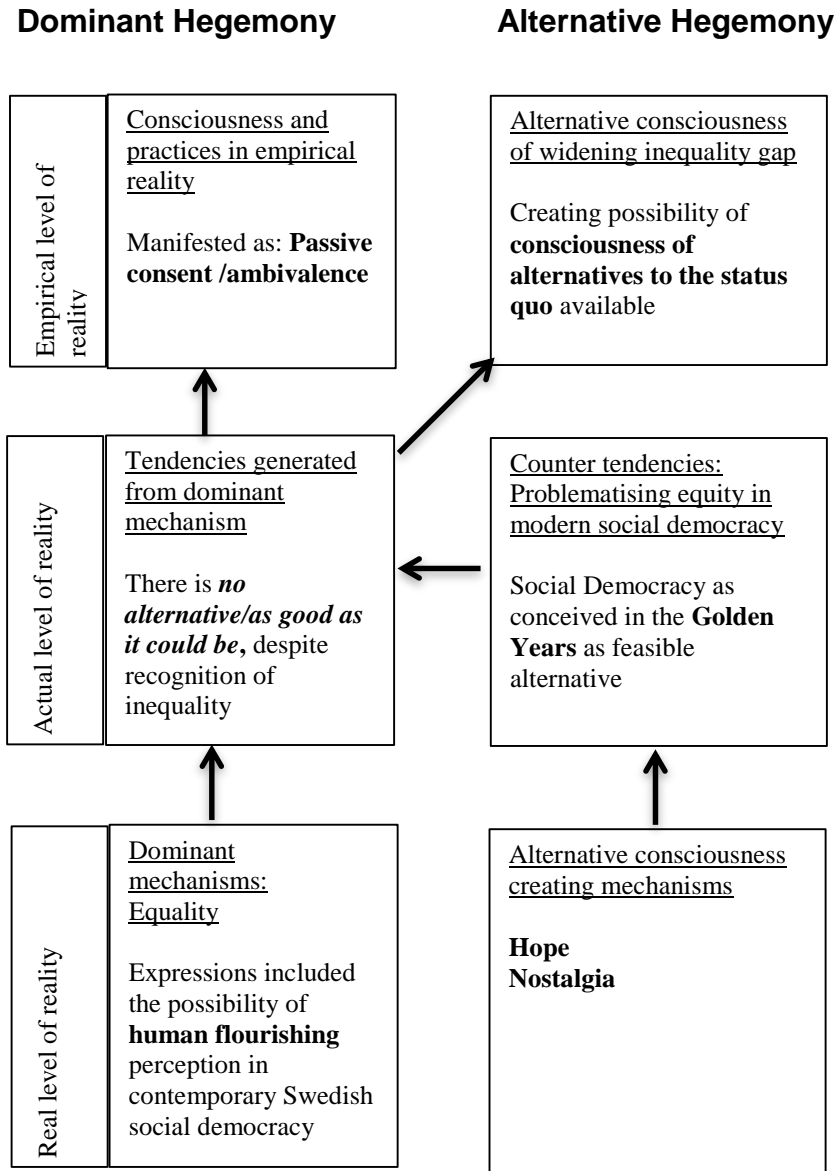 Dominant Hegemony
Alternative Hegemony
Empirical level of
reality
Consciousness and
practices in empirical
reality
Manifested as: Passive
consent /ambivalence
Alternative consciousness
of widening inequality gap
Creating possibility of
consciousness of
alternatives to the status
quo available
Actual level of reality
Tendencies generated
from dominant
mechanism
There is no
alternative/as good as
it could be, despite
recognition of
inequality
Counter tendencies:
Problematising equity in
modern social democracy
Social Democracy as
conceived in the Golden
Years as feasible
alternative
Real level of reality
Dominant
mechanisms:
Equality
Expressions included
the possibility of
human flourishing
perception in
contemporary Swedish
social democracy
Alternative consciousness
creating mechanisms
Hope
Nostalgia